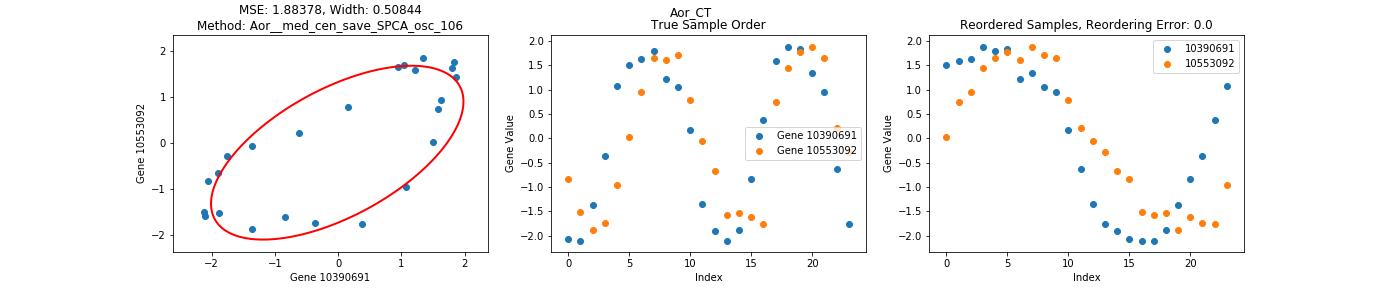 Aor_CT
MSE: 1.88378, Width: 0.50844
Method: Aor__med_cen_save_SPCA_osc_106
2
1
0
−1
−2
Gene 10553092
−2 −1 0 1 2
Gene 10390691
True Sample Order
2.0
1.5
1.0
0.5
0.0
−0.5
−1.0
−1.5
−2.0
Gene Value
Gene 10390691
Gene 10553092
0 5 10 15 20
Index
Reordered Samples, Reordering Error: 0.0
2.0
1.5
1.0
0.5
0.0
−0.5
−1.0
−1.5
−2.0
Gene Value
10390691
10553092
0 5 10 15 20
Index